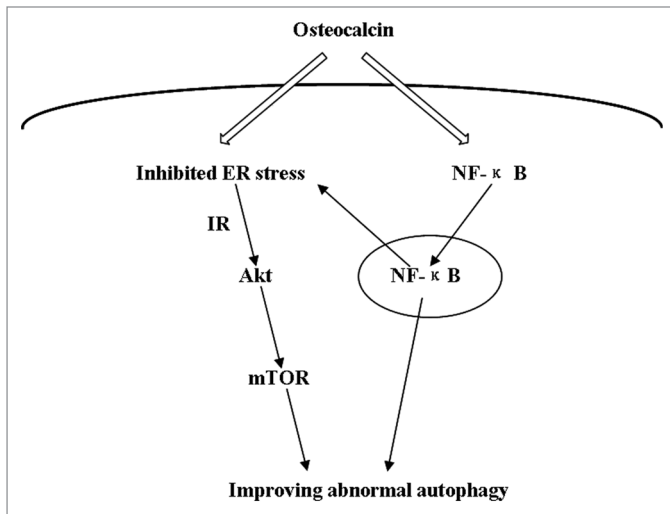 Osteocalcin
Inhibited ER stress
NF-κ B
IR
Akt
NF-κ B
mTOR
Improving abnormal autophagy